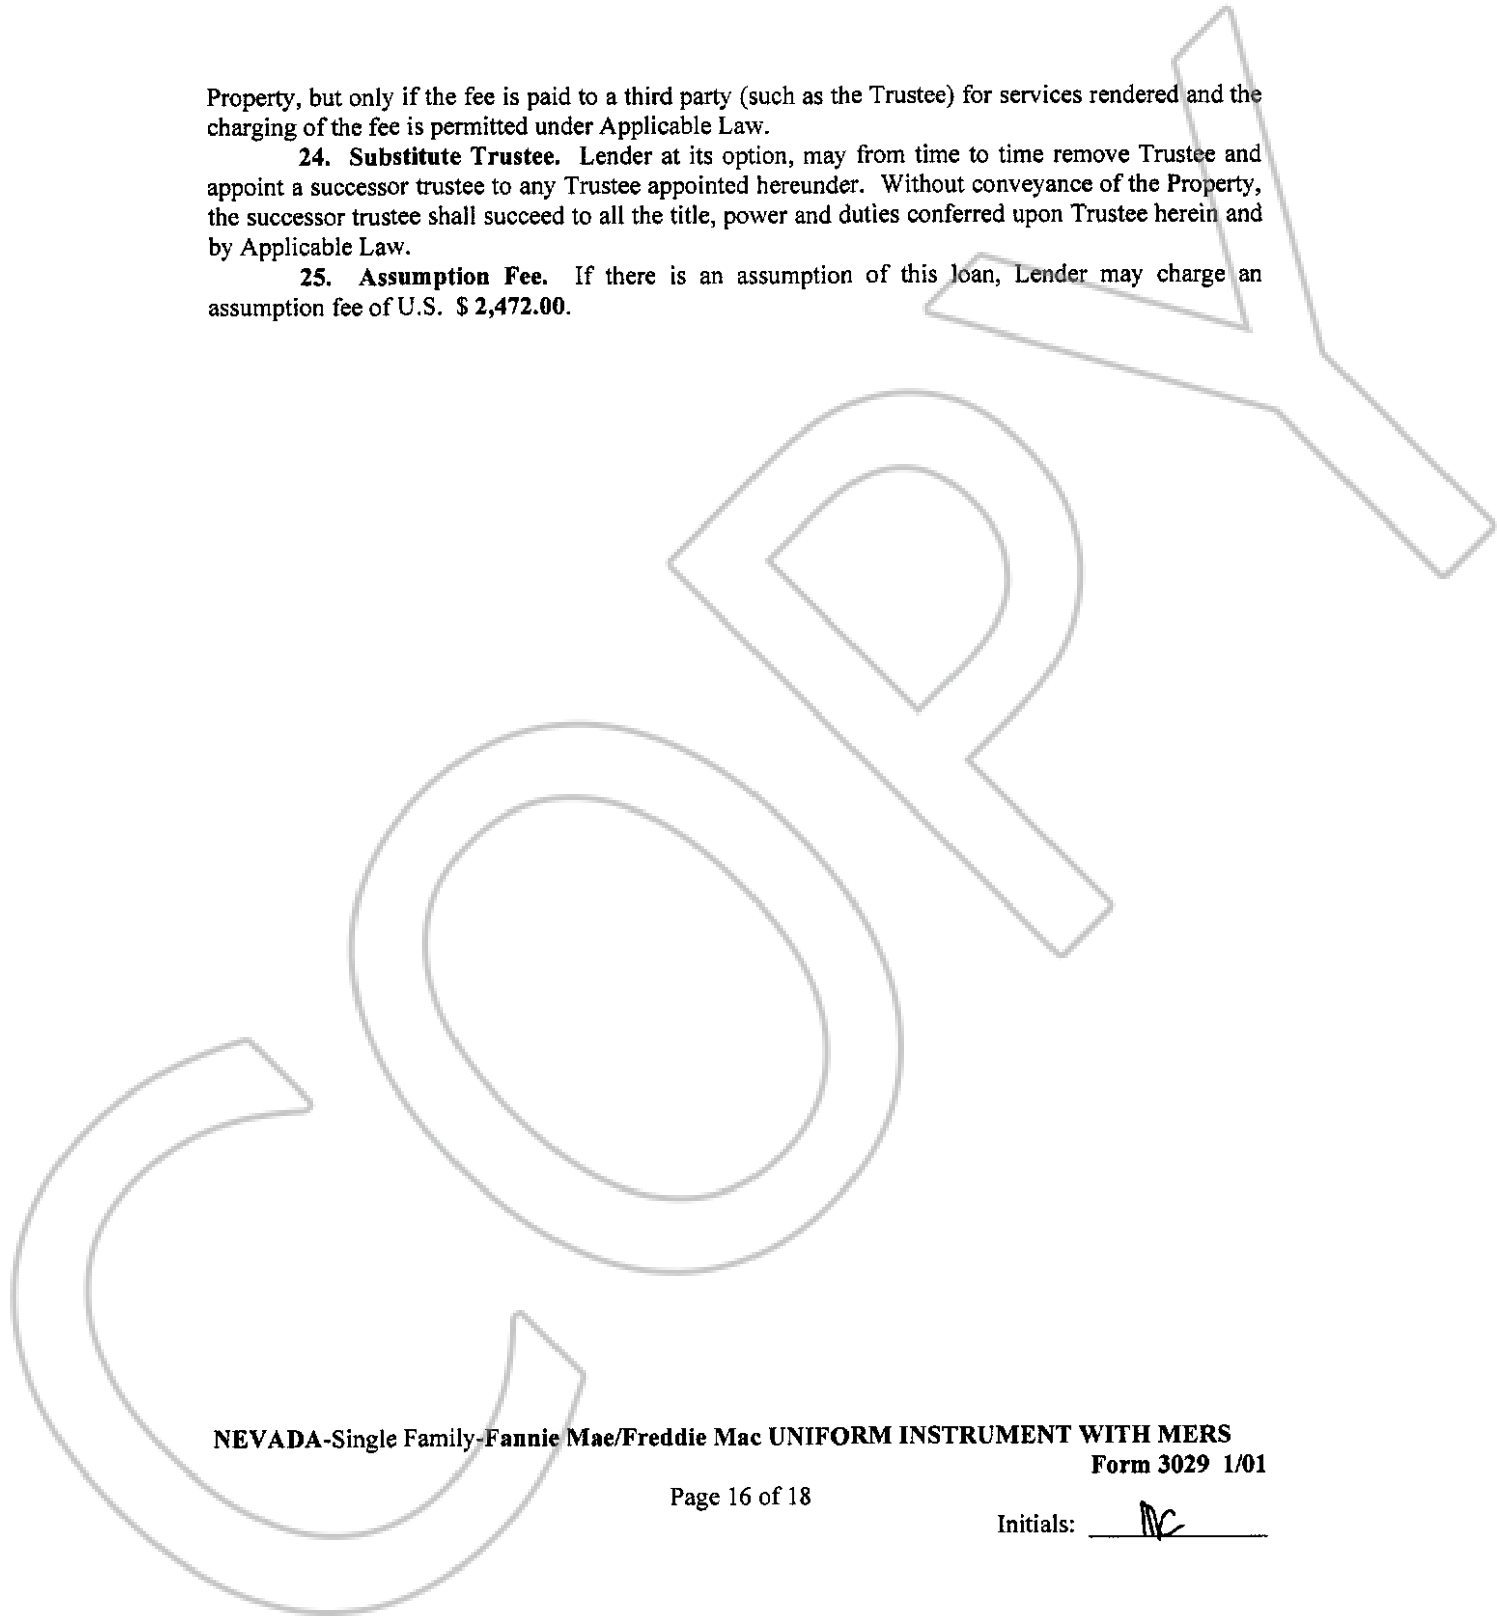 Property, but only if the fee is paid to a third party (such as the Trustee) for services rendered and the
charging of the fee is permitted under Applicable Law.
24. Substitute Trustee. Lender at its option, may from time to time remove Trustee and
appoint a successor trustee to any Trustee appointed hereunder. Without conveyance of the Property,
the successor trustee shall succeed to all the title, power and duties conferred upon Trustee herein and
by Applicable Law.
25. Assumption Fee. If there is an assumption of this loan, Lender may charge an
assumption fee of U.S. $ 2,472.00.
COPY
NEVADA-Single Family-Fannie Mae/Freddie Mac UNIFORM INSTRUMENT WITH MERS
Form 3029 1/01
Page 16 of 18
Initials: MC